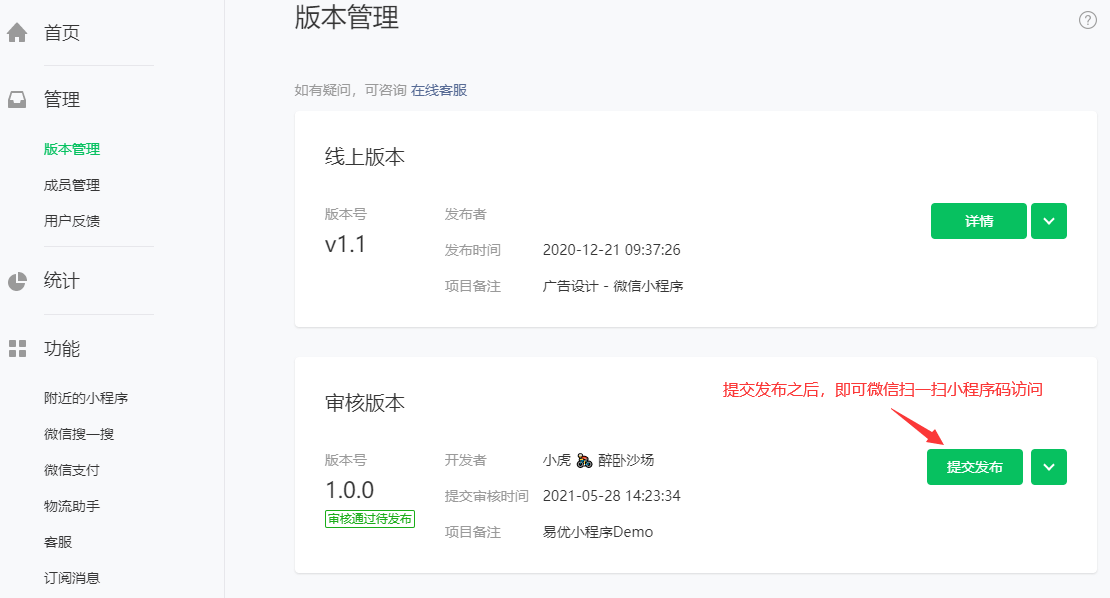 首页
管理
版本管理
成员管理
用户反馈
统计
功能
附近的小程序
微信搜一搜
微信支付
物流助手
客服
订阅消息
版本管理
?
如有疑问，可咨询 在线客服
线上版本
版本号
v1.1
发布者
发布时间 2020-12-21 09:37:26
项目备注 广告设计 - 微信小程序
详情
审核版本
提交发布之后，即可微信扫一扫小程序码访问
版本号
1.0.0
审核通过待发布
开发者 小虎 🏍 醉卧沙场
提交审核时间 2021-05-28 14:23:34
项目备注 易优小程序Demo
提交发布